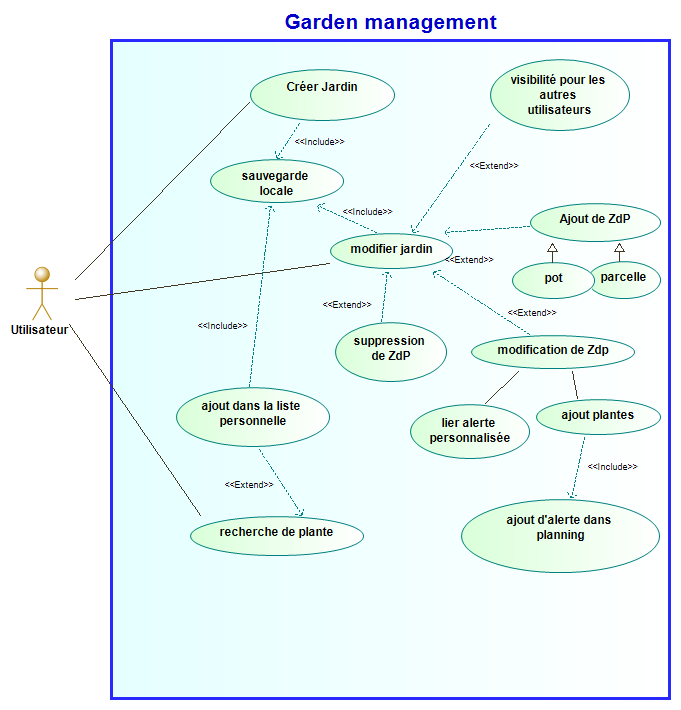 Garden management
Créer Jardin
visibilité pour les
autres
utilisateurs
<<Include>>
<<Extend>>
sauvegarde
locale
<<Include>>
Ajout de ZdP
modifier jardin
<<Extend>>
pot
parcelle
Utilisateur
<<Extend>>
<<Extend>>
<<Include>>
suppression
de ZdP
modification de Zdp
ajout dans la liste
personnelle
lier alerte
personnalisée
ajout plantes
<<Include>>
<<Extend>>
recherche de plante
ajout d'alerte dans
planning